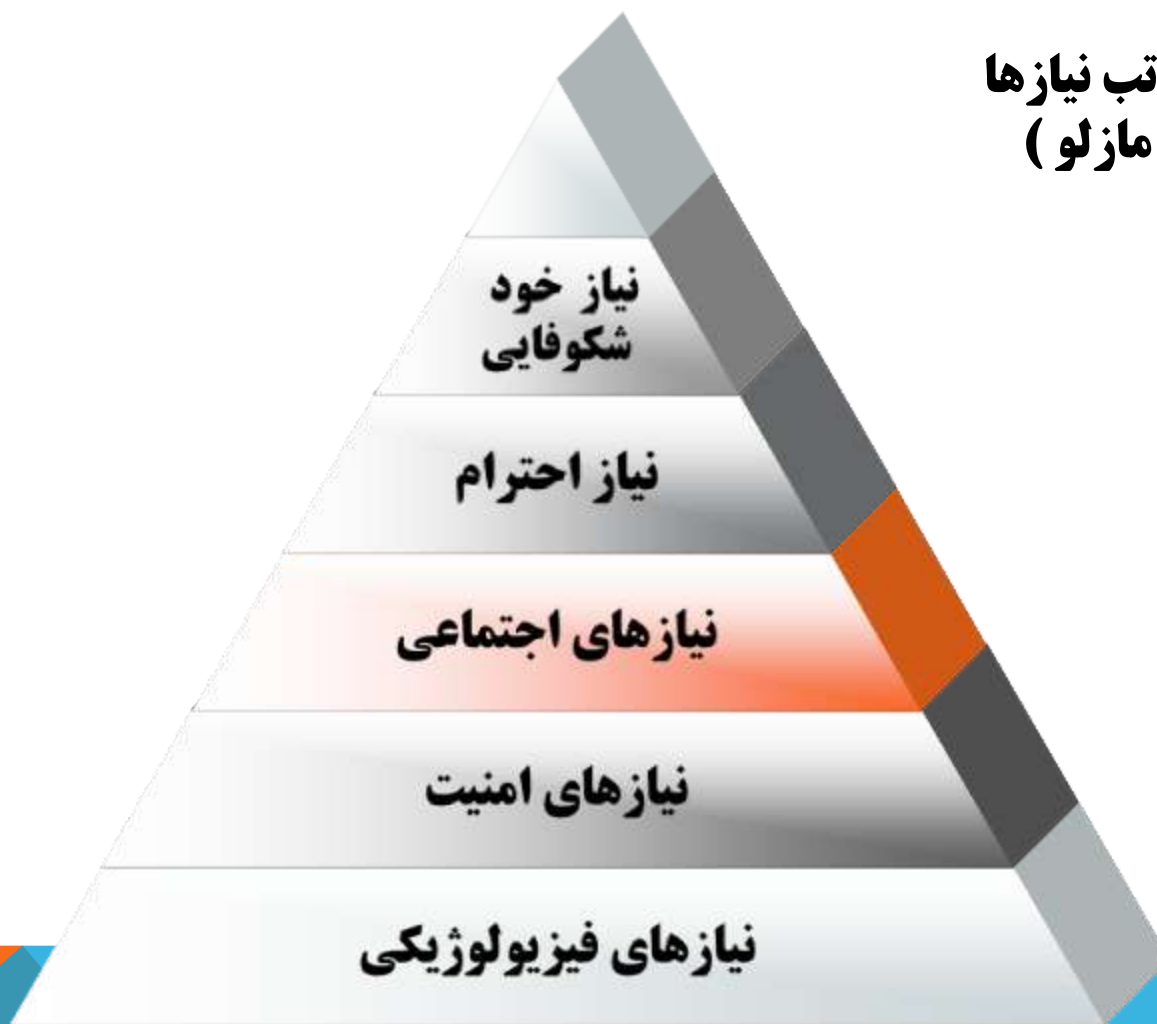 تب نیازها
مازلو )
نیاز خود
شکوفایی
نیاز احترام
نیازهای اجتماعی
نیازهای امنیت
نیازهای فیزیولوژیکی